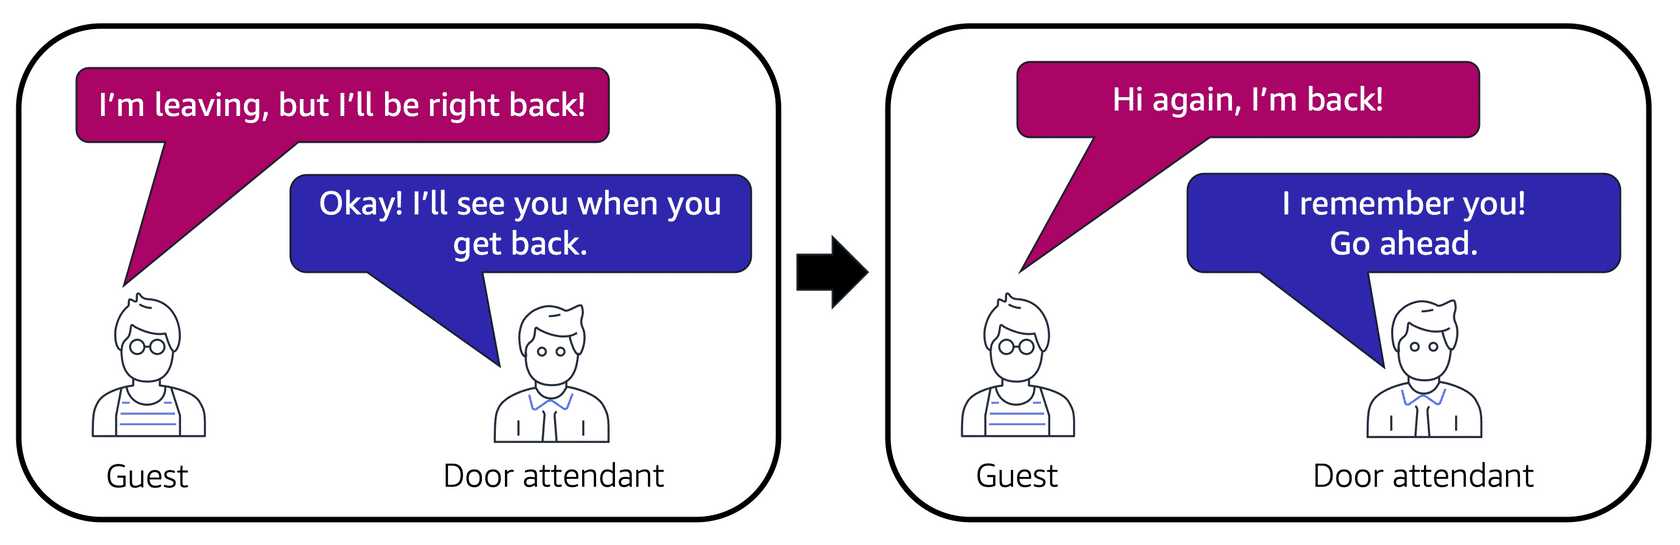 I’m leaving, but I’ll be right back!
Okay! I’ll see you when you
get back.
Guest
Door attendant
Hi again, I’m back!
I remember you!
Go ahead.
Guest
Door attendant